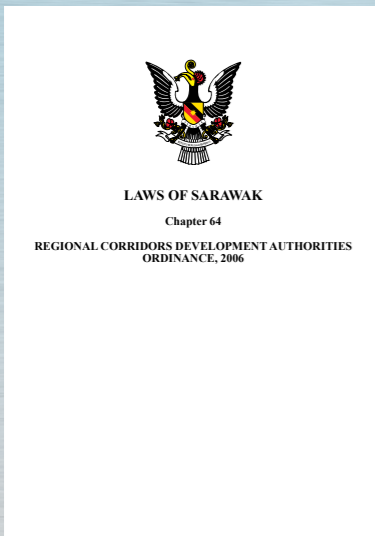 LAWS OF SARAWAK
Chapter 64
REGIONAL CORRIDORS DEVELOPMENT AUTHORITIES
ORDINANCE, 2006